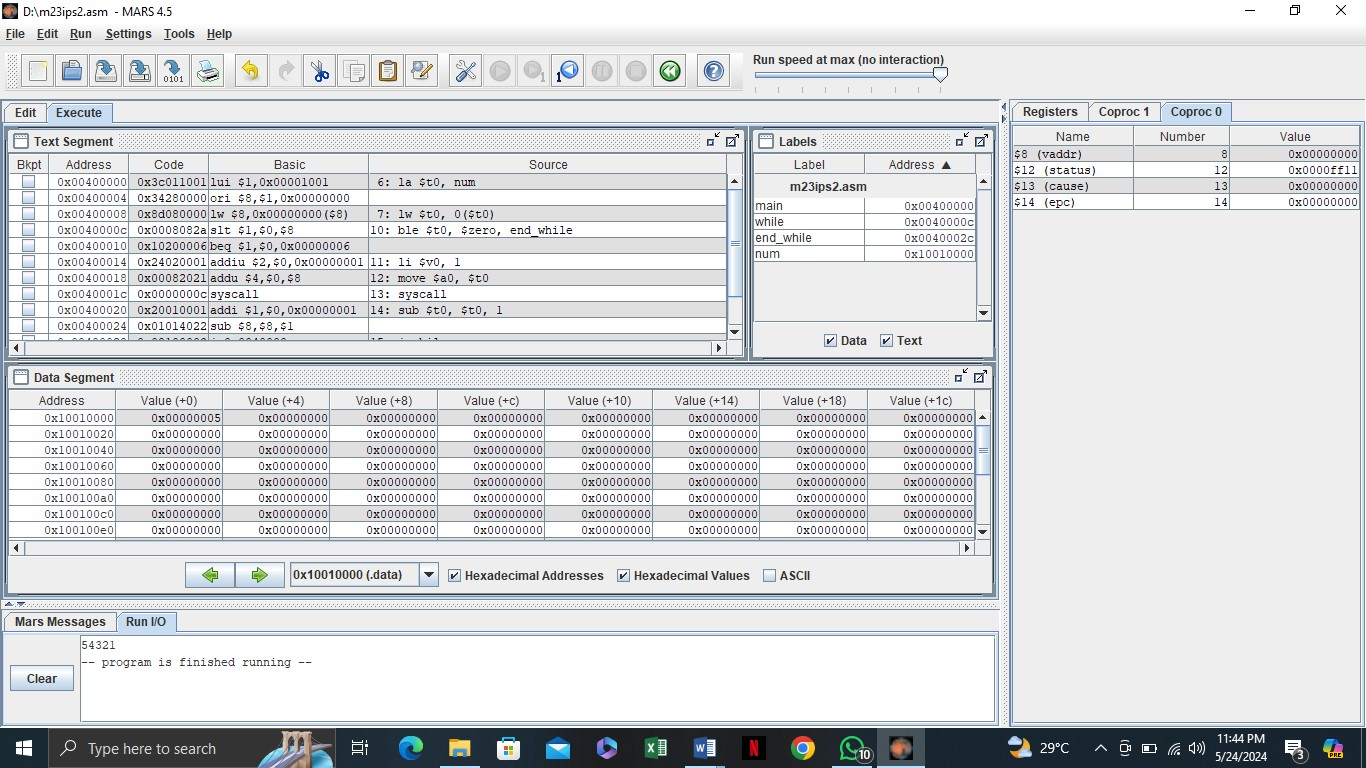 D:\m23ips2.asm - MARS 4.5
File Edit Run Settings Tools Help
Run speed at max (no interaction)
Edit Execute
Registers Coproc 1 Coproc 0
Text Segment
Bkpt Address Code Basic Source
0x00400000 0x3c011001 lui $1,0x00001001 6: la $t0, num
0x00400004 0x34280000 ori $8,$1,0x00000000
0x00400008 0x8d080000 lw $8,0x00000000($8) 7: lw $t0, 0($t0)
0x0040000c 0x0008082a slt $1,$0,$8 10: ble $t0, $zero, end_while
0x00400010 0x10200006 beq $1,$0,0x00000006
0x00400014 0x24020001 addiu $2,$0,0x00000001 11: li $v0, 1
0x00400018 0x00082021 addu $4,$0,$8 12: move $a0, $t0
0x0040001c 0x0000000c syscall 13: syscall
0x00400020 0x20010001 addi $1,$0,0x00000001 14: sub $t0, $t0, 1
0x00400024 0x01014022 sub $8,$8,$1
Labels
Label Address ▲
m23ips2.asm
main 0x00400000
while 0x0040000c
end_while 0x0040002c
num 0x10010000
Data Text
Name Number Value
$8 (vaddr) 8 0x00000000
$12 (status) 12 0x0000ff11
$13 (cause) 13 0x00000000
$14 (epc) 14 0x00000000
Data Segment
Address Value (+0) Value (+4) Value (+8) Value (+c) Value (+10) Value (+14) Value (+18) Value (+1c)
0x10010000 0x00000005 0x00000000 0x00000000 0x00000000 0x00000000 0x00000000 0x00000000 0x00000000
0x10010020 0x00000000 0x00000000 0x00000000 0x00000000 0x00000000 0x00000000 0x00000000 0x00000000
0x10010040 0x00000000 0x00000000 0x00000000 0x00000000 0x00000000 0x00000000 0x00000000 0x00000000
0x10010060 0x00000000 0x00000000 0x00000000 0x00000000 0x00000000 0x00000000 0x00000000 0x00000000
0x10010080 0x00000000 0x00000000 0x00000000 0x00000000 0x00000000 0x00000000 0x00000000 0x00000000
0x100100a0 0x00000000 0x00000000 0x00000000 0x00000000 0x00000000 0x00000000 0x00000000 0x00000000
0x100100c0 0x00000000 0x00000000 0x00000000 0x00000000 0x00000000 0x00000000 0x00000000 0x00000000
0x100100e0 0x00000000 0x00000000 0x00000000 0x00000000 0x00000000 0x00000000 0x00000000 0x00000000
0x10010000 (.data) Hexadecimal Addresses Hexadecimal Values ASCII
Mars Messages Run I/O
54321
-- program is finished running --
Clear
Type here to search
10
29°C
11:44 PM
5/24/2024
3